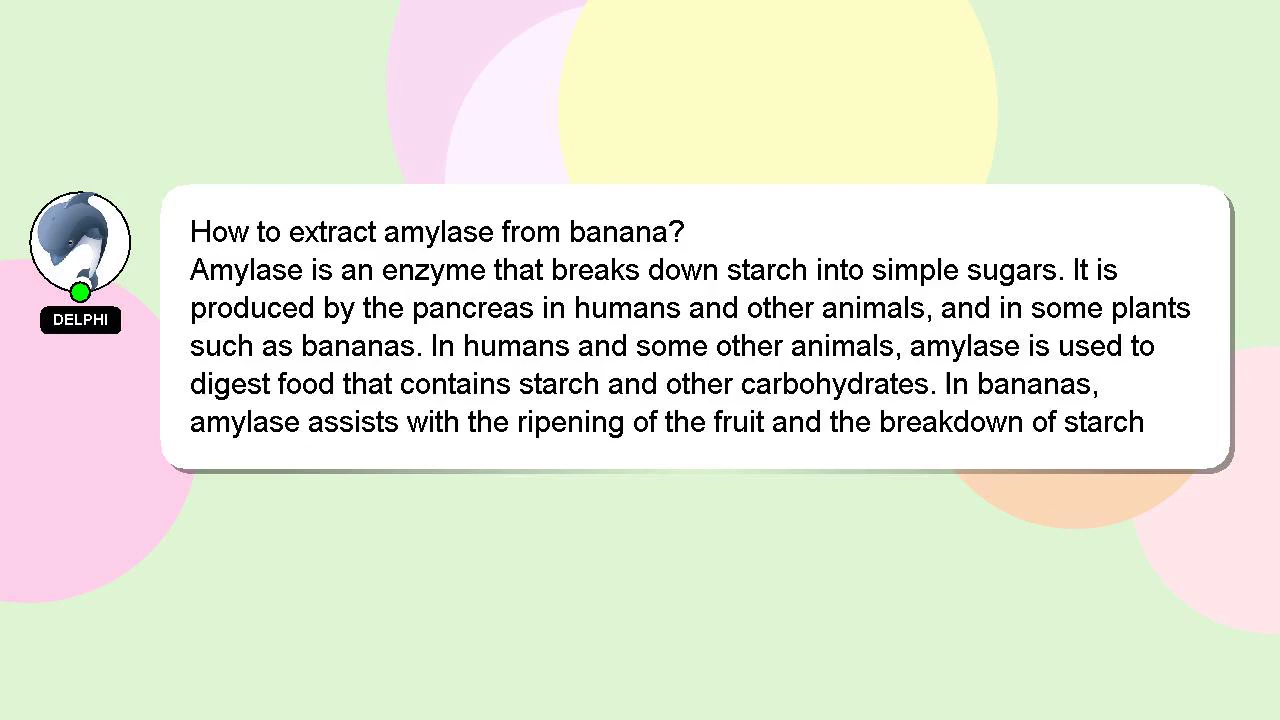 How to extract amylase from banana?
Amylase is an enzyme that breaks down starch into simple sugars. It is
produced by the pancreas in humans and other animals, and in some plants
such as bananas. In humans and some other animals, amylase is used to
digest food that contains starch and other carbohydrates. In bananas,
amylase assists with the ripening of the fruit and the breakdown of starch
DELPHI